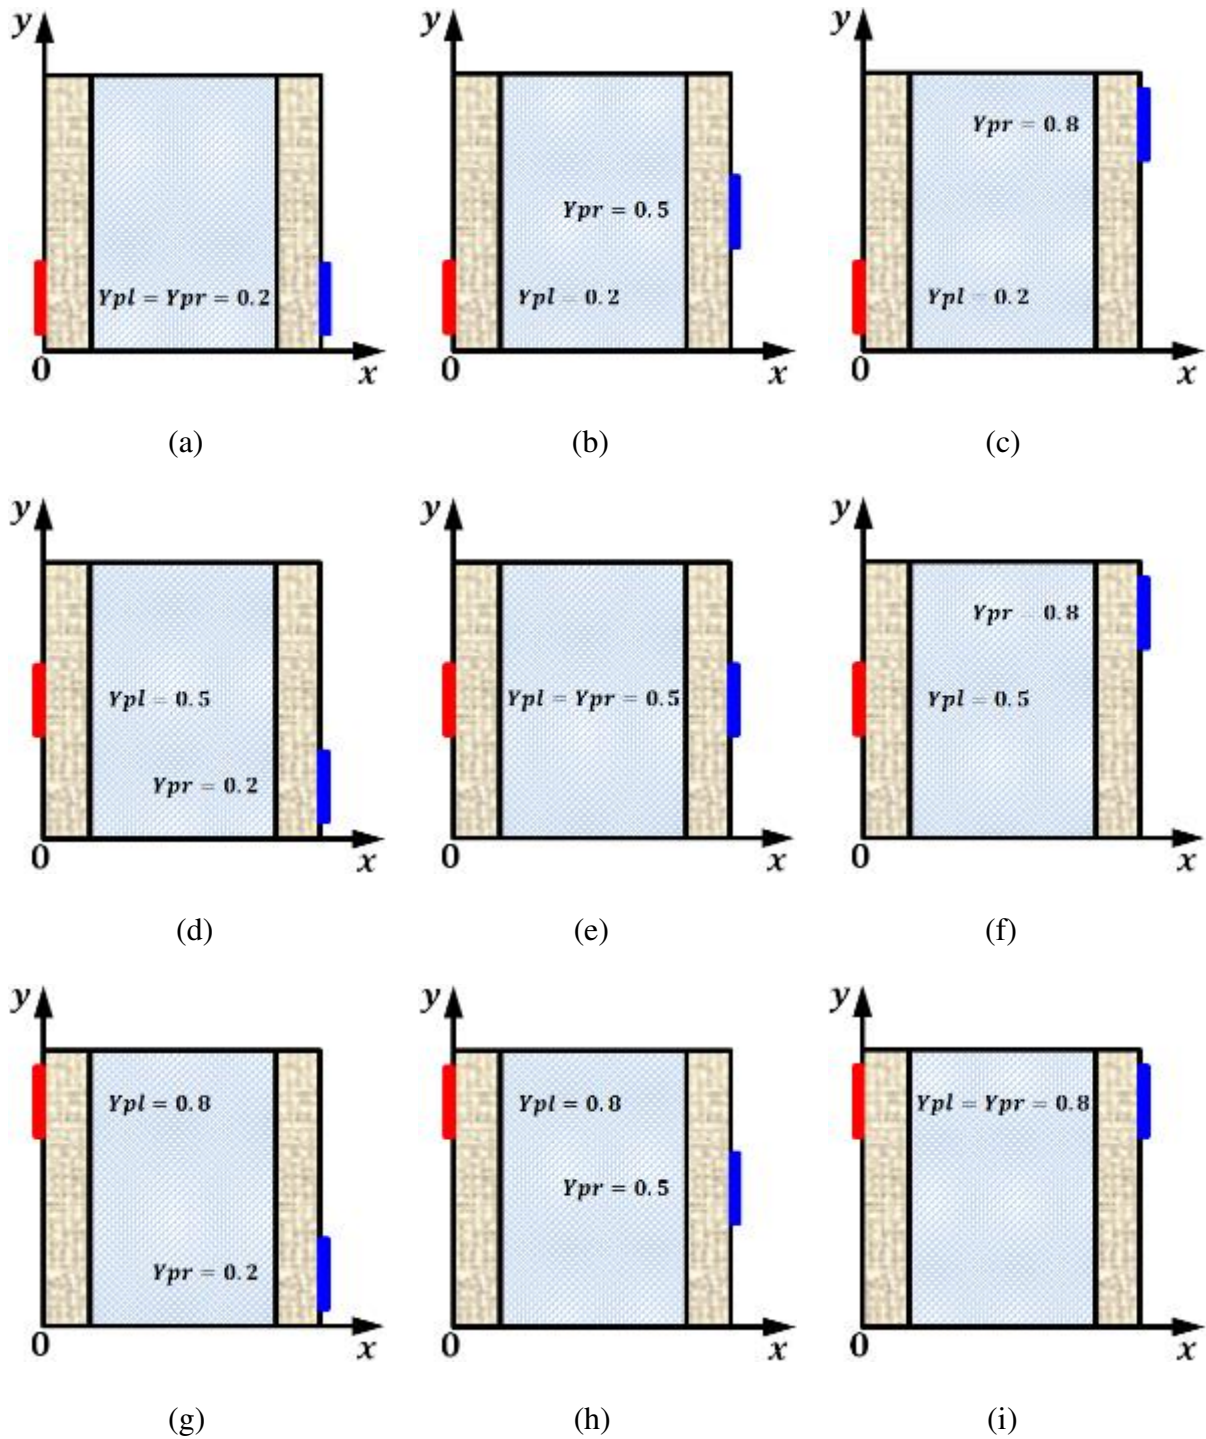 y y y
Ypr = 0.8
Ypr = 0.5
Ypl = Ypr = 0.2 Ypl = 0.2 Ypl = 0.2
0 x 0 x 0 x
(a) (b) (c)
y y y
Ypr = 0.8
Ypl = 0.5 Ypl = Ypr = 0.5 Ypl = 0.5
Ypr = 0.2
0 x 0 x 0 x
(d) (e) (f)
y y y
Ypl = 0.8 Ypl = 0.8 Ypl = Ypr = 0.8
Ypr = 0.5
Ypr = 0.2
0 x 0 x 0 x
(g) (h) (i)